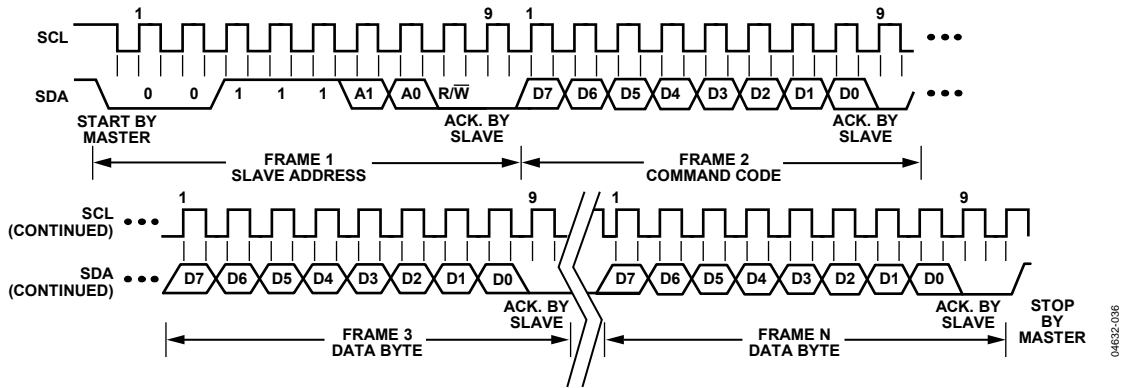 1 9 1 9
SCL
SDA 0 0 1 1 1 A1 A0 R/W̅ D7 D6 D5 D4 D3 D2 D1 D0
START BY
MASTER
ACK. BY
SLAVE
ACK. BY
SLAVE
FRAME 1
SLAVE ADDRESS
FRAME 2
COMMAND CODE
1 9 1 9
SCL
(CONTINUED)
SDA
(CONTINUED)
D7 D6 D5 D4 D3 D2 D1 D0 D7 D6 D5 D4 D3 D2 D1 D0
ACK. BY
SLAVE
ACK. BY
SLAVE
STOP
BY
MASTER
FRAME 3
DATA BYTE
FRAME N
DATA BYTE
04632-036